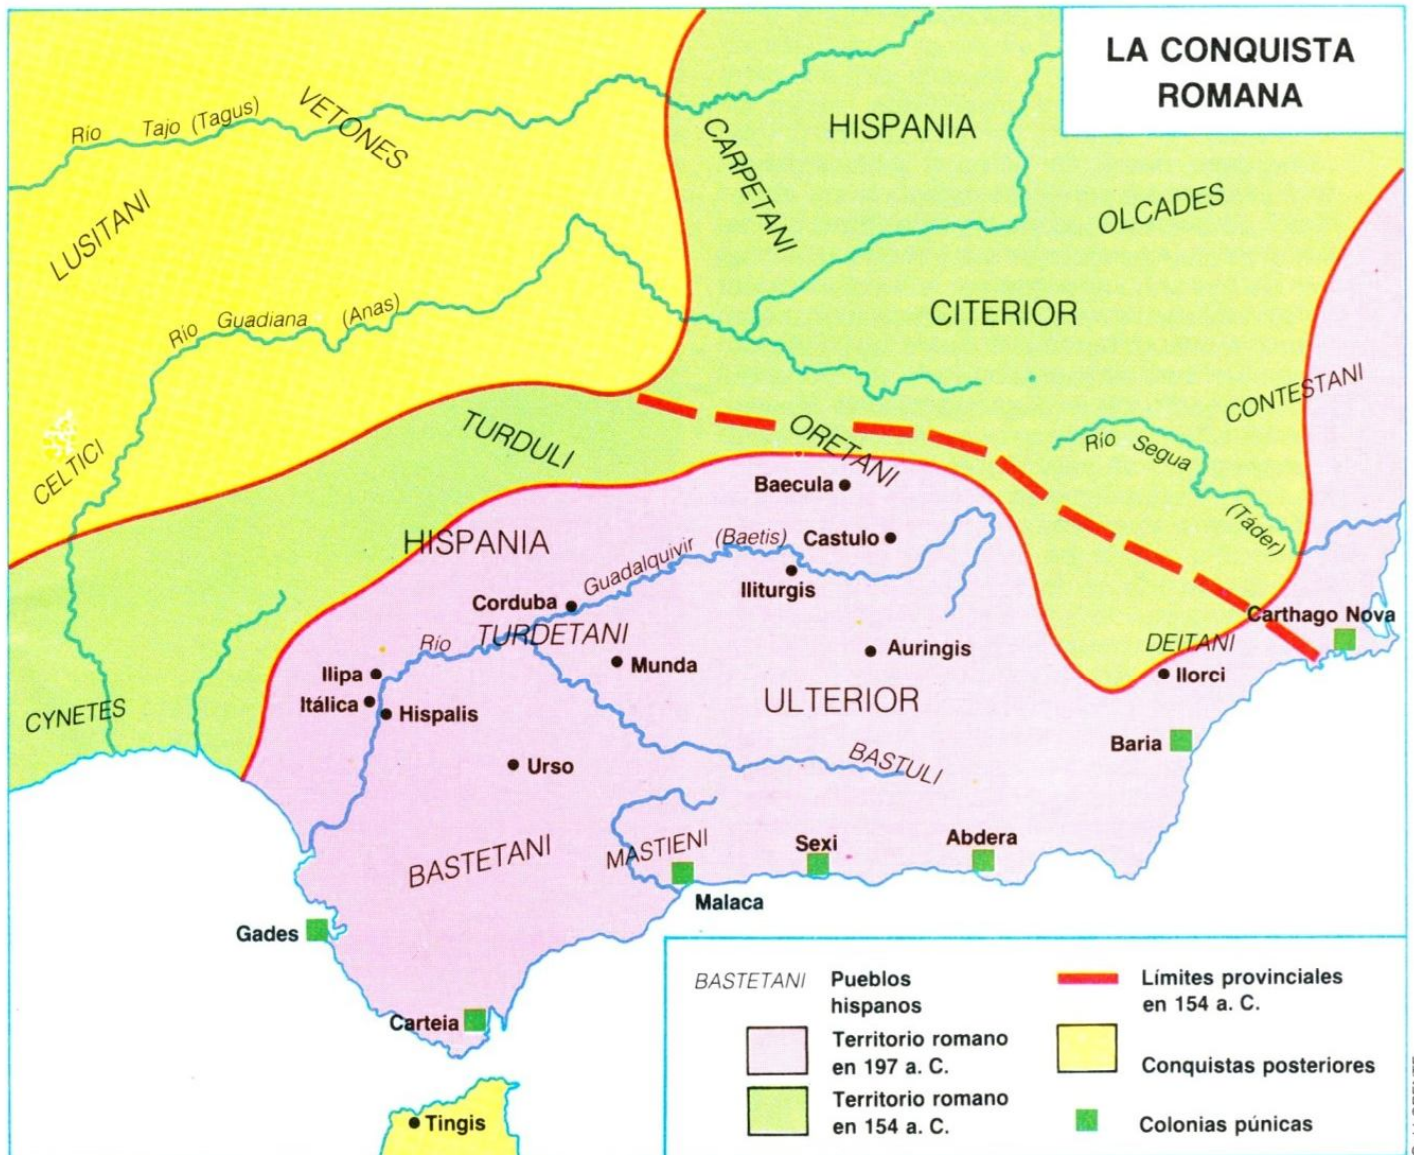 LA CONQUISTA
ROMANA
Río Tajo (Tagus)
VETONES
LUSITANI
CARPETANI
HISPANIA
OLCADES
CITERIOR
Río Guadiana (Anas)
CELTICI
TURDULI
ORETANI
CONTESTANI
Río Segua
(Táder)
Baecula
HISPANIA
Castulo
Río Guadalquivir (Baetis)
Iliturgis
Corduba
TURDETANI
Carthago Nova
DEITANI
Ilorci
Munda
Auringis
Ilipa
Itálica
Hispalis
ULTERIOR
CYNETES
Baria
Urso
BASTULI
BASTETANI
MASTIENI
Sexi
Abdera
Malaca
Gades
Carteia
Tingis
BASTETANI
Pueblos
hispanos
Territorio romano
en 197 a. C.
Territorio romano
en 154 a. C.
Límites provinciales
en 154 a. C.
Conquistas posteriores
Colonias púnicas